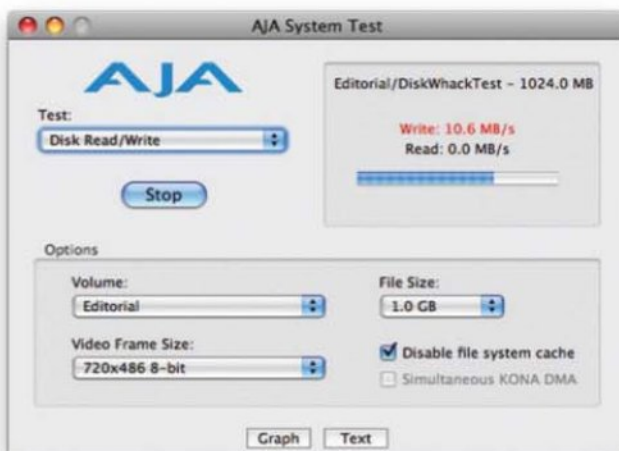 AJA System Test
AJA
Test:
Disk Read/Write
Stop
Editorial/DiskWhackTest - 1024.0 MB
Write: 10.6 MB/s
Read: 0.0 MB/s
Options
Volume:
Editorial
File Size:
1.0 GB
Video Frame Size:
720x486 8-bit
Disable file system cache
Simultaneous KONA DMA
Graph
Text